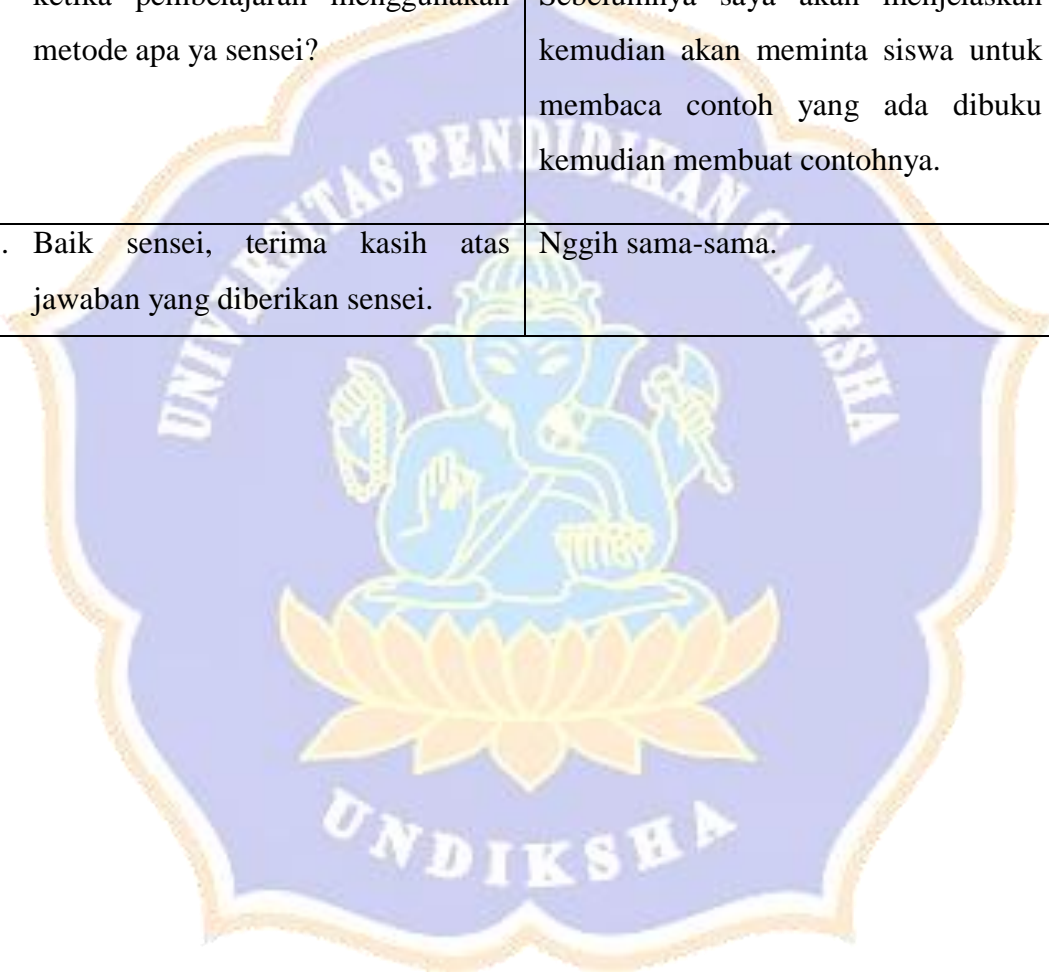 ketika pembelajaran menggunakan
metode apa ya sensei?
Sebelumnya saya akan menjelaskan
kemudian akan meminta siswa untuk
membaca contoh yang ada dibuku
kemudian membuat contohnya.
. Baik sensei, terima kasih atas
jawaban yang diberikan sensei.
Nggih sama-sama.
UNIVERSITAS PENDIDIKAN GANESHA
UNDIKSHA